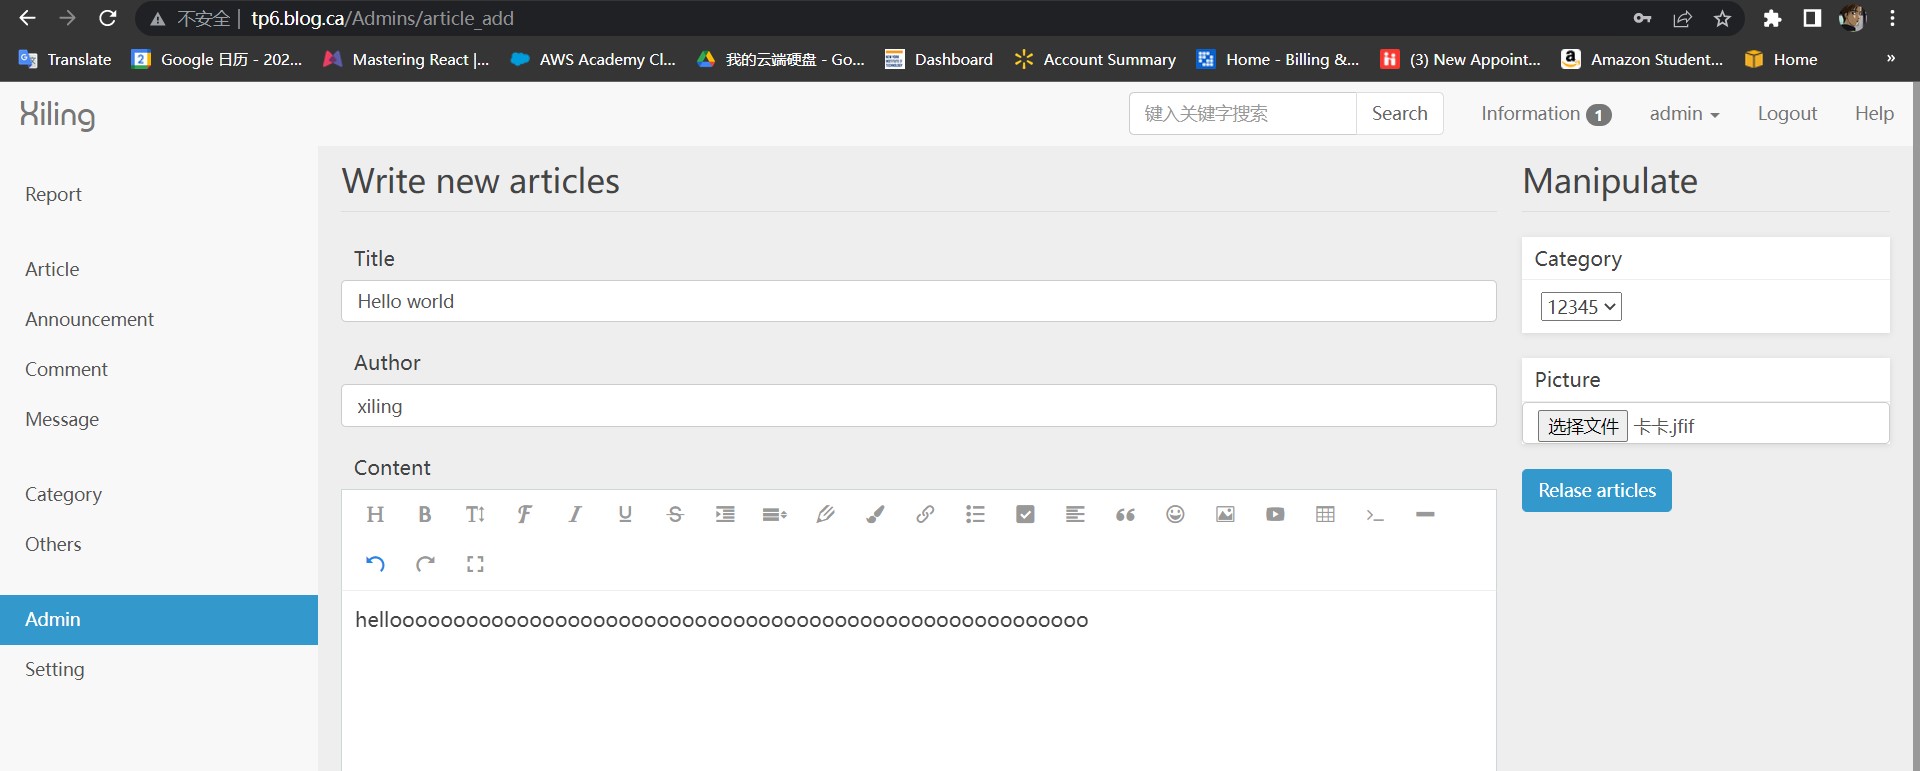 不安全 | tp6.blog.ca/Admins/article_add
Translate Google 日历 - 202... Mastering React |... AWS Academy Cl... 我的云端硬盘 - Go... Dashboard Account Summary Home - Billing &... (3) New Appoint... Amazon Student... Home »
Xiling 键入关键字搜索 Search Information 1 admin Logout Help
Report
Article
Announcement
Comment
Message
Category
Others
Admin
Setting
Write new articles
Title
Hello world
Author
xiling
Content
hellooooooooooooooooooooooooooooooooooooooooooooooooooooooo
Manipulate
Category
12345
Picture
选择文件 卡卡.jfif
Relase articles